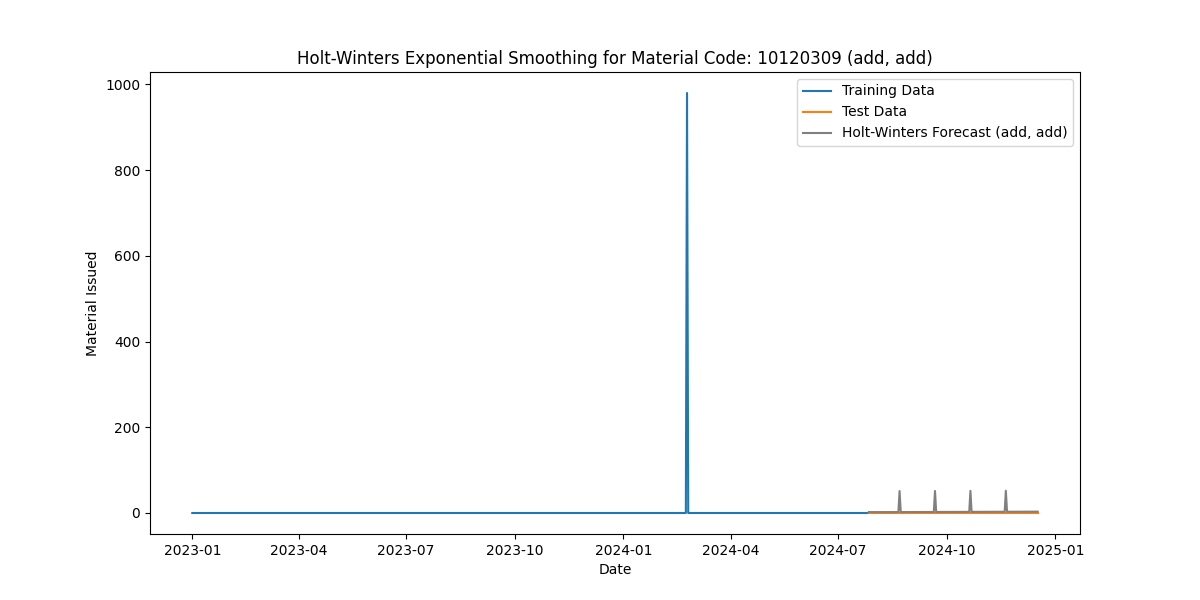 Holt-Winters Exponential Smoothing for Material Code: 10120309 (add, add)
Training Data
Test Data
Holt-Winters Forecast (add, add)
Material Issued
1000
800
600
400
200
0
2023-01
2023-04
2023-07
2023-10
2024-01
2024-04
2024-07
2024-10
2025-01
Date